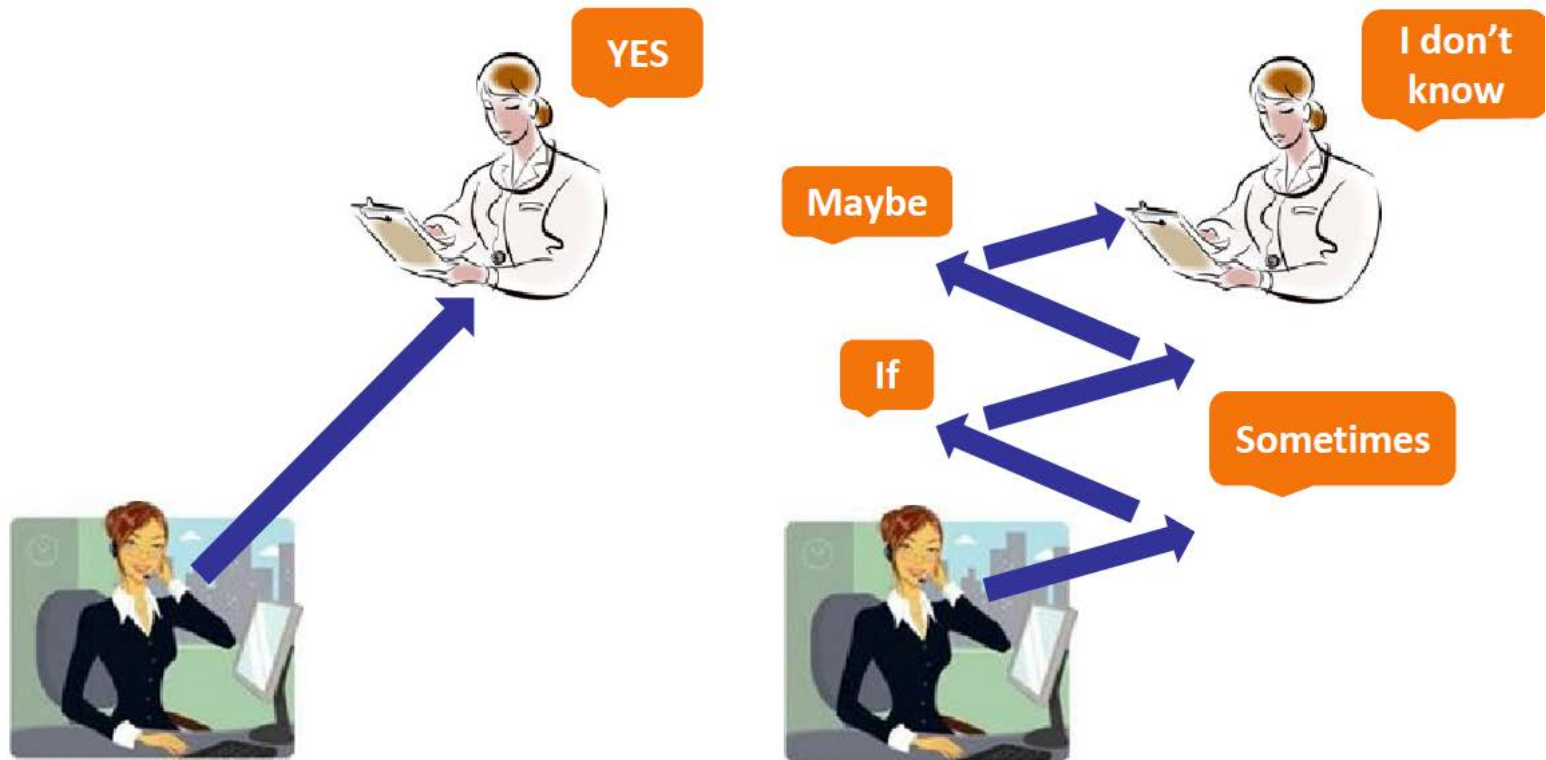 YES
I don't
know
Maybe
If
Sometimes